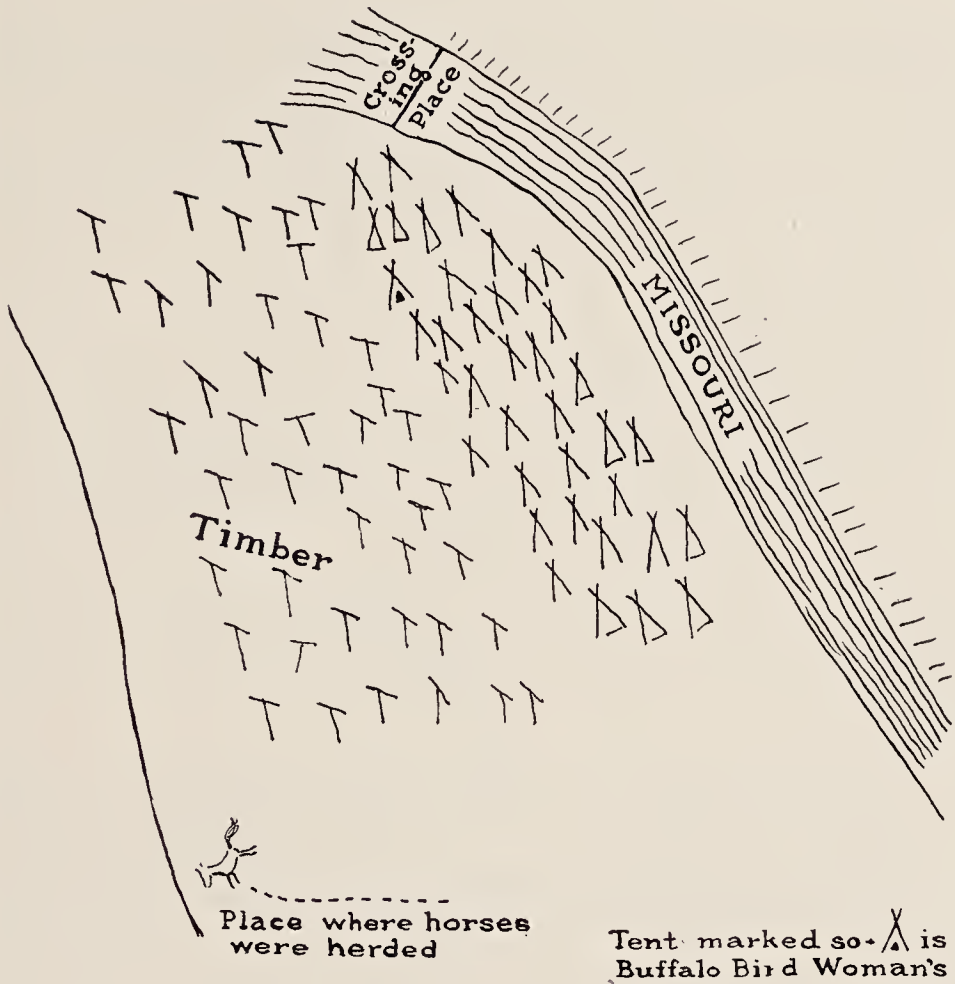 Cross-
ing
Place
MISSOURI
Timber
Place where horses
were herded
Tent marked so- is
Buffalo Bird Woman's